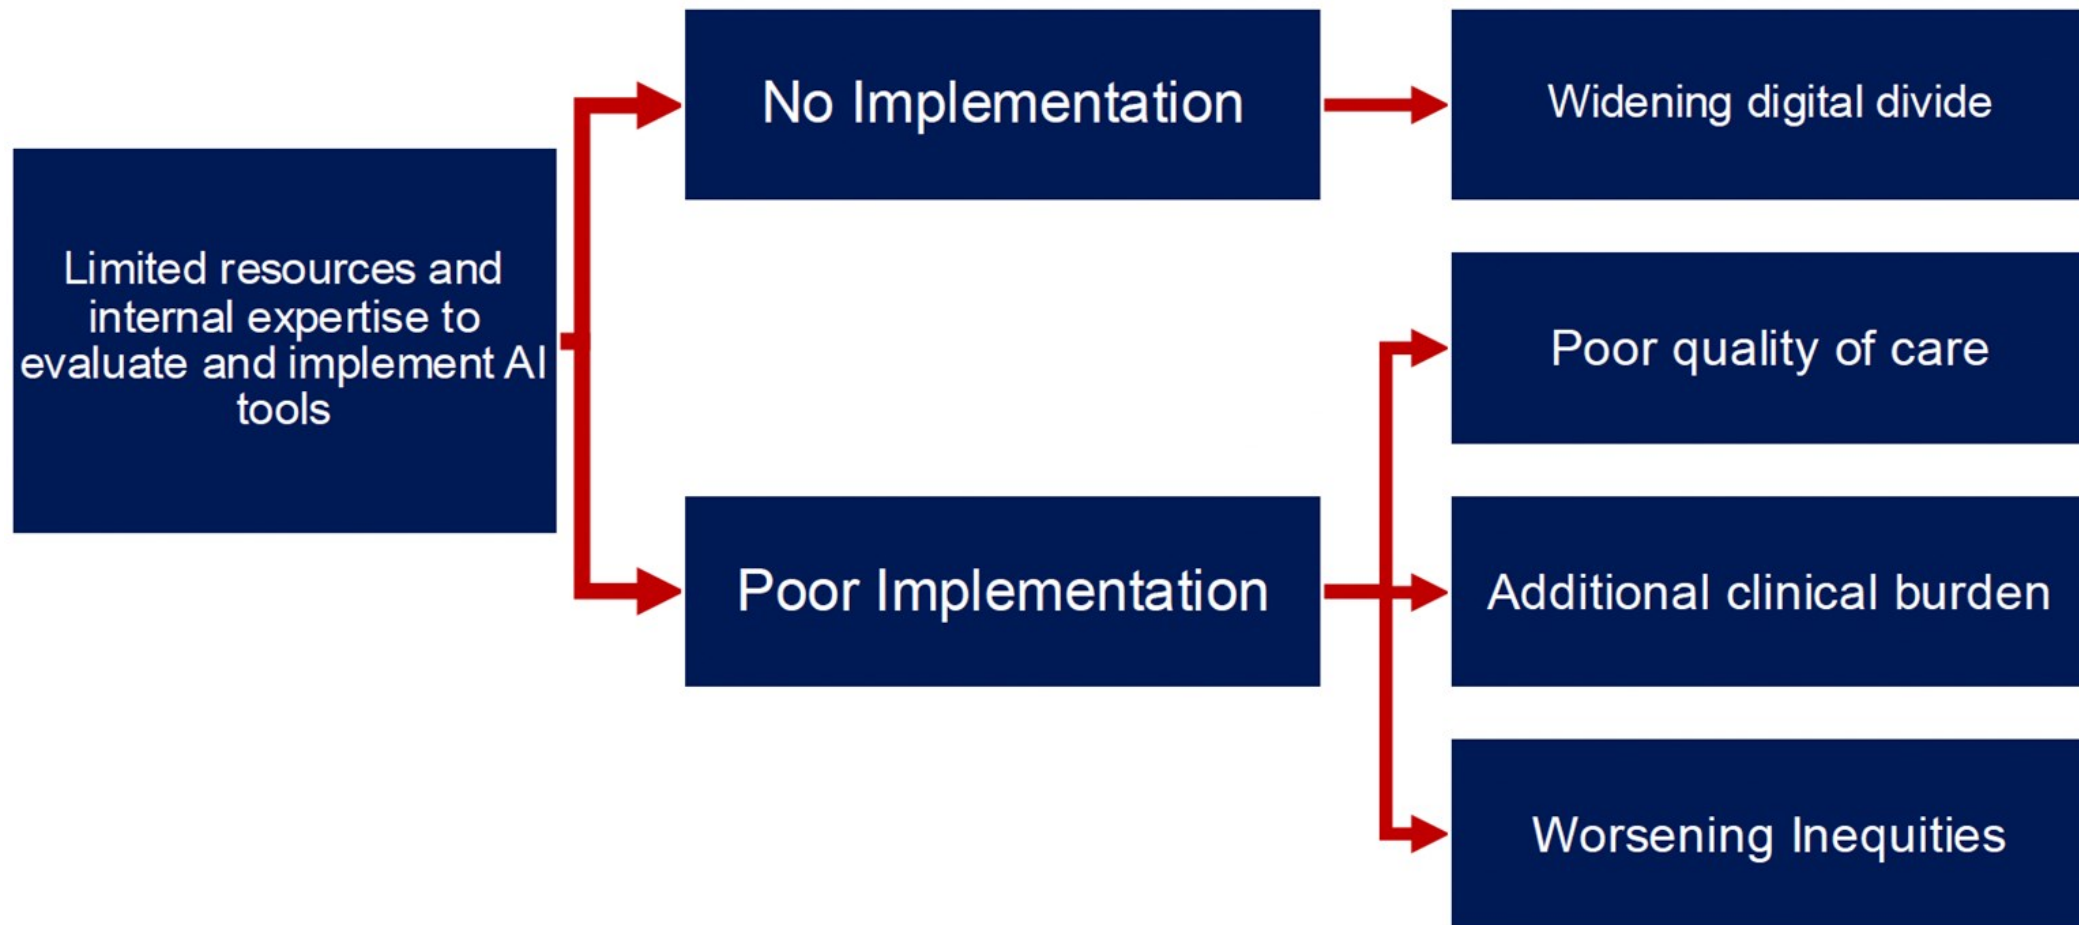 Limited resources and
internal expertise to
evaluate and implement AI
tools
No Implementation
Widening digital divide
Poor Implementation
Poor quality of care
Additional clinical burden
Worsening Inequities